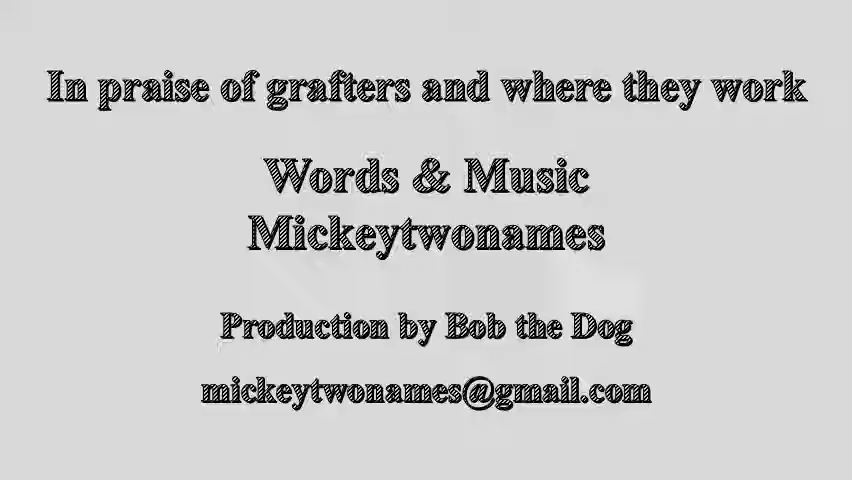 In praise of grafters and where they work
Words & Music
Mickeytwonames
Production by Bob the Dog
mickeytwonames@gmail.com